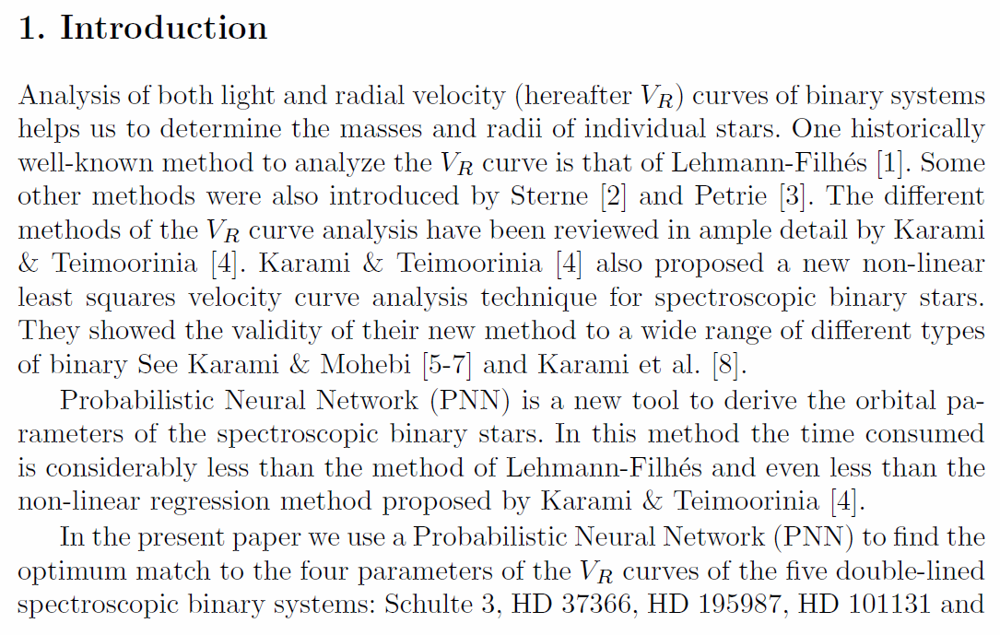 1. Introduction
Analysis of both light and radial velocity (hereafter V_R) curves of binary systems
helps us to determine the masses and radii of individual stars. One historically
well-known method to analyze the V_R curve is that of Lehmann-Filhés [1]. Some
other methods were also introduced by Sterne [2] and Petrie [3]. The different
methods of the V_R curve analysis have been reviewed in ample detail by Karami
& Teimoorinia [4]. Karami & Teimoorinia [4] also proposed a new non-linear
least squares velocity curve analysis technique for spectroscopic binary stars.
They showed the validity of their new method to a wide range of different types
of binary See Karami & Mohebi [5-7] and Karami et al. [8].
Probabilistic Neural Network (PNN) is a new tool to derive the orbital pa-
rameters of the spectroscopic binary stars. In this method the time consumed
is considerably less than the method of Lehmann-Filhés and even less than the
non-linear regression method proposed by Karami & Teimoorinia [4].
In the present paper we use a Probabilistic Neural Network (PNN) to find the
optimum match to the four parameters of the V_R curves of the five double-lined
spectroscopic binary systems: Schulte 3, HD 37366, HD 195987, HD 101131 and